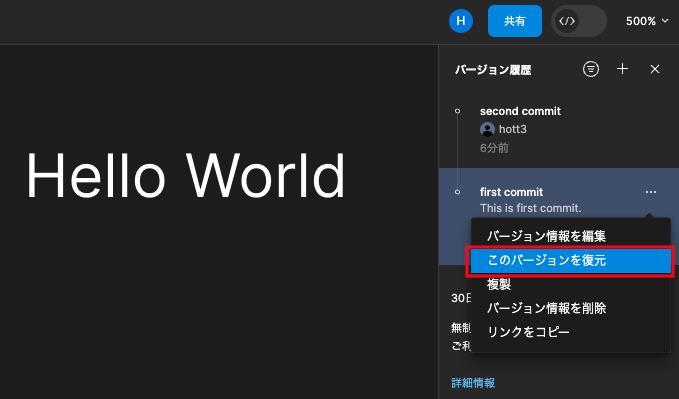 H
共有
</>
500%
バージョン履歴
Hello World
second commit
hott3
6分前
first commit
This is first commit.
バージョン情報を編集
このバージョンを復元
複製
バージョン情報を削除
リンクをコピー
30日
無制
ご利
詳細情報